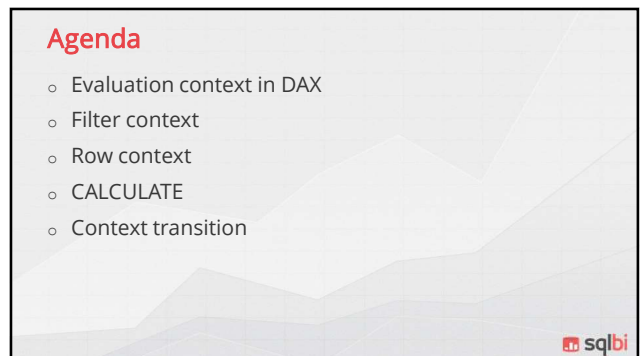 Agenda
○ Evaluation context in DAX
○ Filter context
○ Row context
○ CALCULATE
○ Context transition
sqlbi